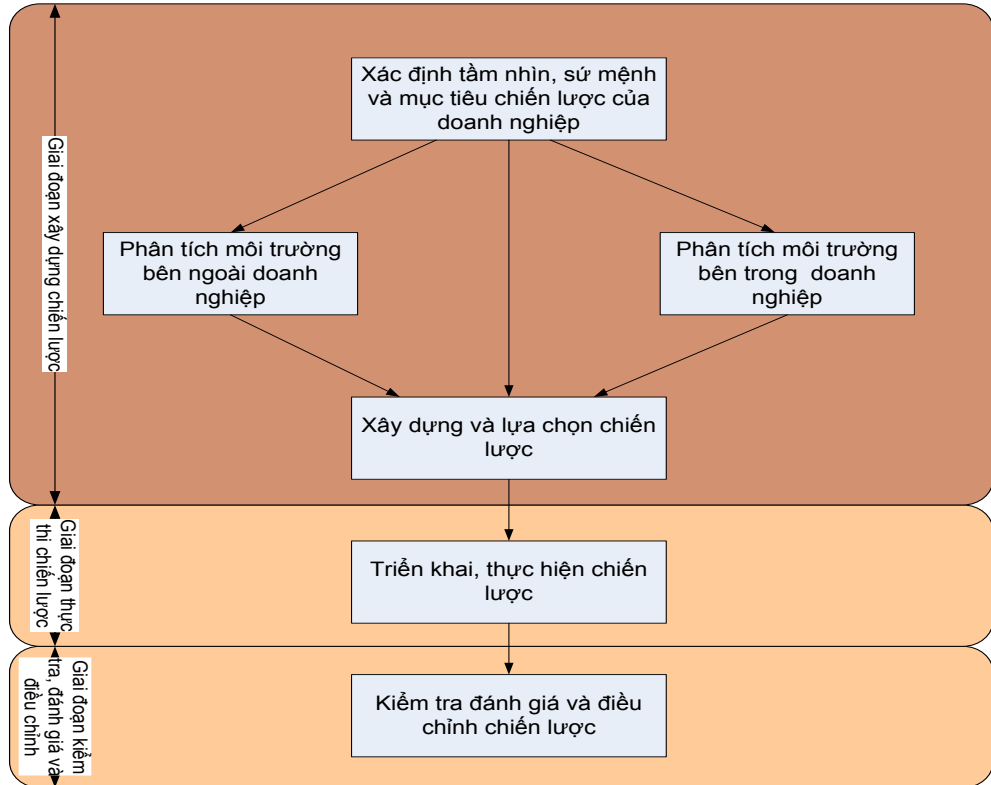 Xác định tầm nhìn, sứ mệnh
và mục tiêu chiến lược của
doanh nghiệp
Giai đoạn xây dựng chiến lược
Phân tích môi trường
bên ngoài doanh
nghiệp
Phân tích môi trường
bên trong doanh
nghiệp
Xây dựng và lựa chọn chiến
lược
Giai đoạn thực
thi chiến lược
Triển khai, thực hiện chiến
lược
Giai đoạn kiểm
tra, đánh giá và
điều chỉnh
Kiểm tra đánh giá và điều
chỉnh chiến lược